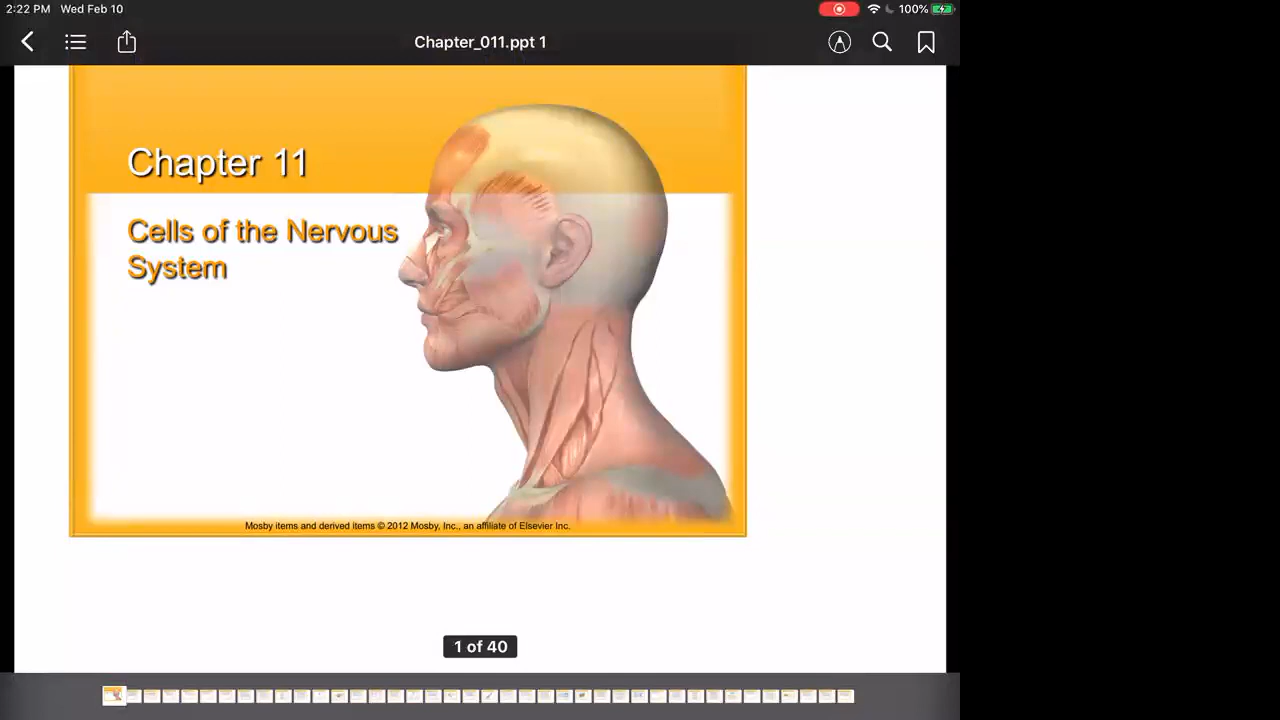 2:22 PM Wed Feb 10
100%
Chapter_011.ppt 1
Chapter 11
Cells of the Nervous
System
Mosby items and derived items © 2012 Mosby, Inc., an affiliate of Elsevier Inc.
1 of 40